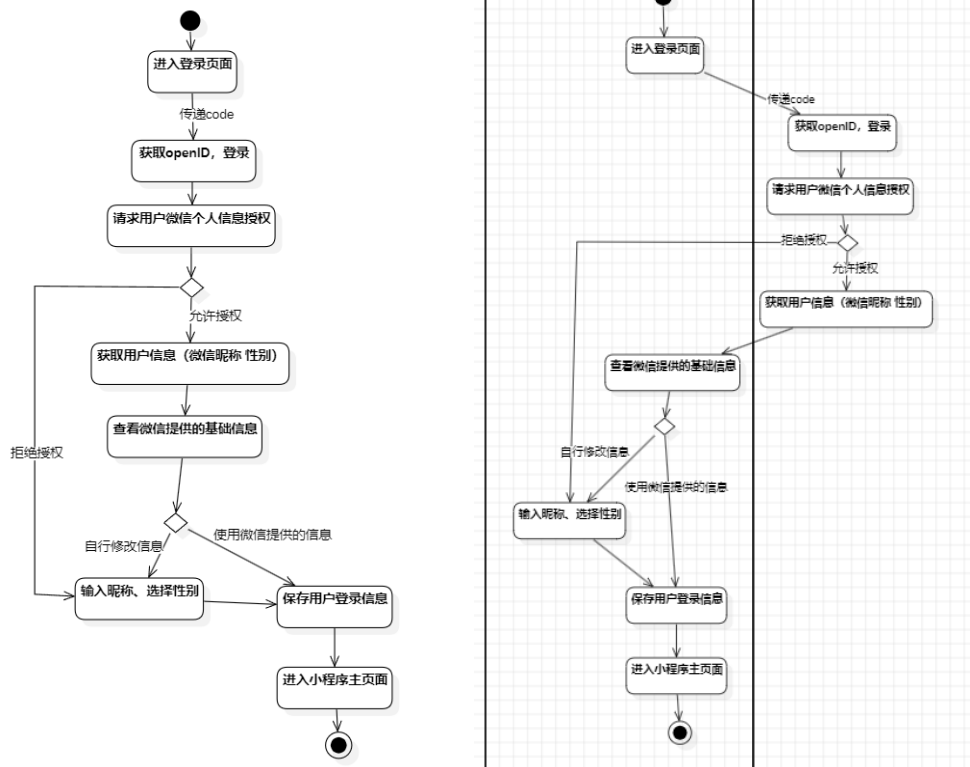 进入登录页面
传递code
获取openID，登录
请求用户微信个人信息授权
允许授权
获取用户信息（微信昵称 性别）
查看微信提供的基础信息
拒绝授权
使用微信提供的信息
自行修改信息
输入昵称、选择性别
保存用户登录信息
进入小程序主页面
进入登录页面
传递code
获取openID，登录
请求用户微信个人信息授权
拒绝授权
允许授权
获取用户信息（微信昵称 性别）
查看微信提供的基础信息
自行修改信息
使用微信提供的信息
输入昵称、选择性别
保存用户登录信息
进入小程序主页面